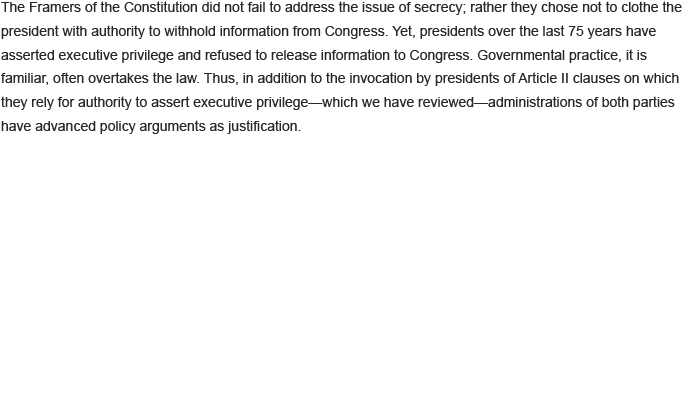 The Framers of the Constitution did not fail to address the issue of secrecy; rather they chose not to clothe the
president with authority to withhold information from Congress. Yet, presidents over the last 75 years have
asserted executive privilege and refused to release information to Congress. Governmental practice, it is
familiar, often overtakes the law. Thus, in addition to the invocation by presidents of Article II clauses on which
they rely for authority to assert executive privilege—which we have reviewed—administrations of both parties
have advanced policy arguments as justification.